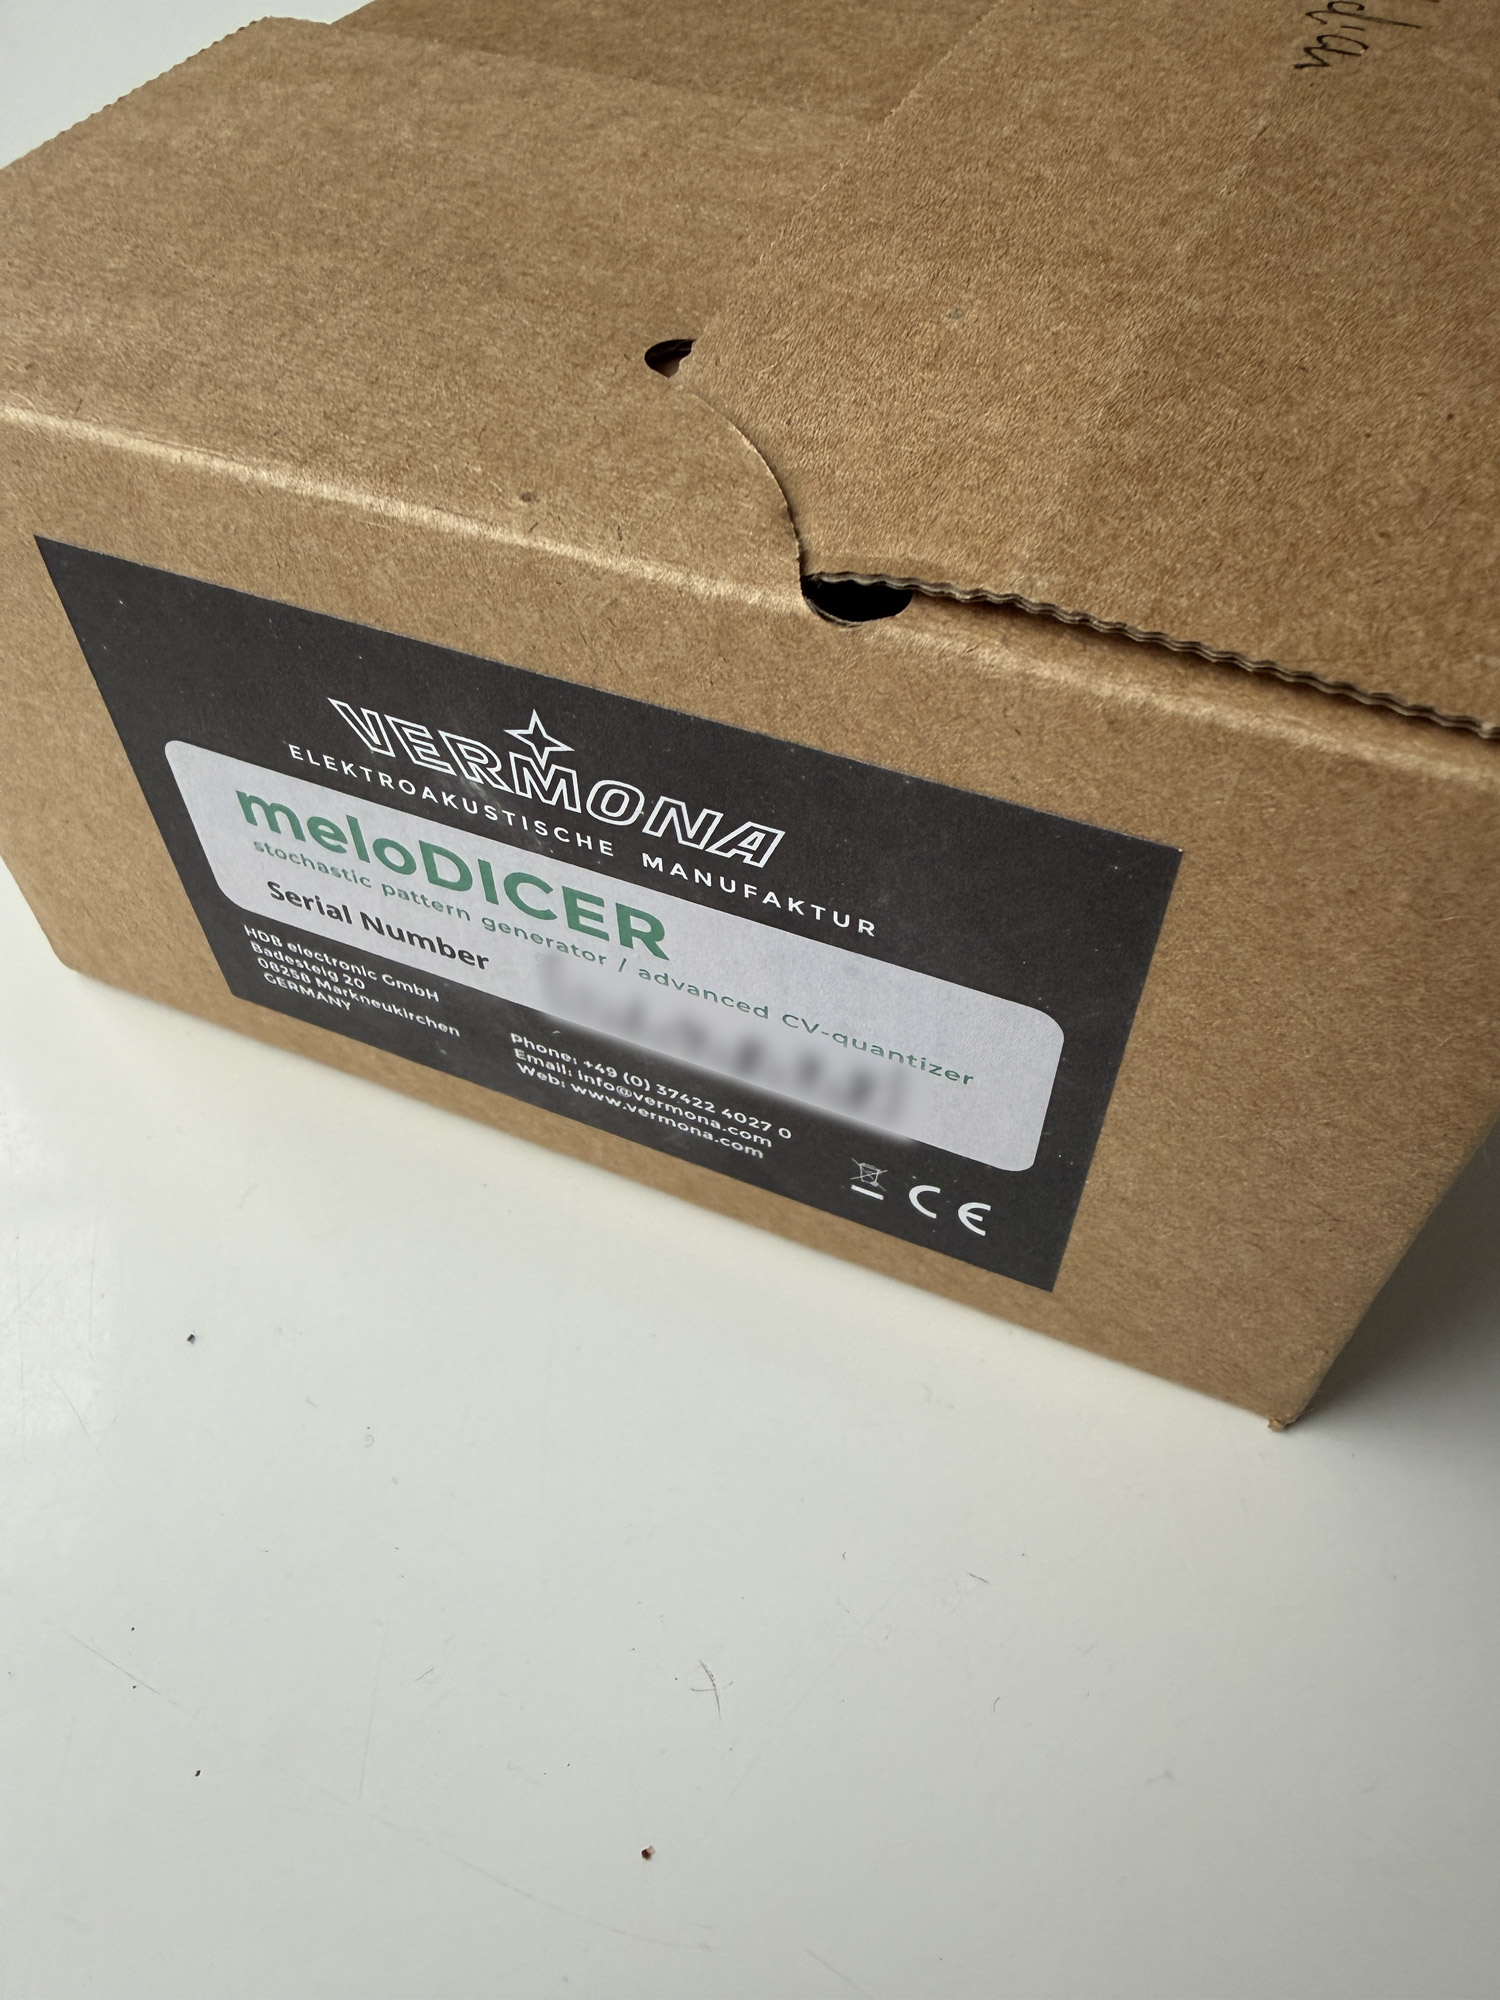 VERMONA
ELEKTROAKUSTISCHE MANUFAKTUR
meloDICER
stochastic pattern generator / advanced CV-quantizer
Serial Number
HDB electronic GmbH
Badesteig 20
08258 Markneukirchen
GERMANY
Phone: +49 (0) 37422 4027 0
Email: info@vermona.com
Web: www.vermona.com
CE